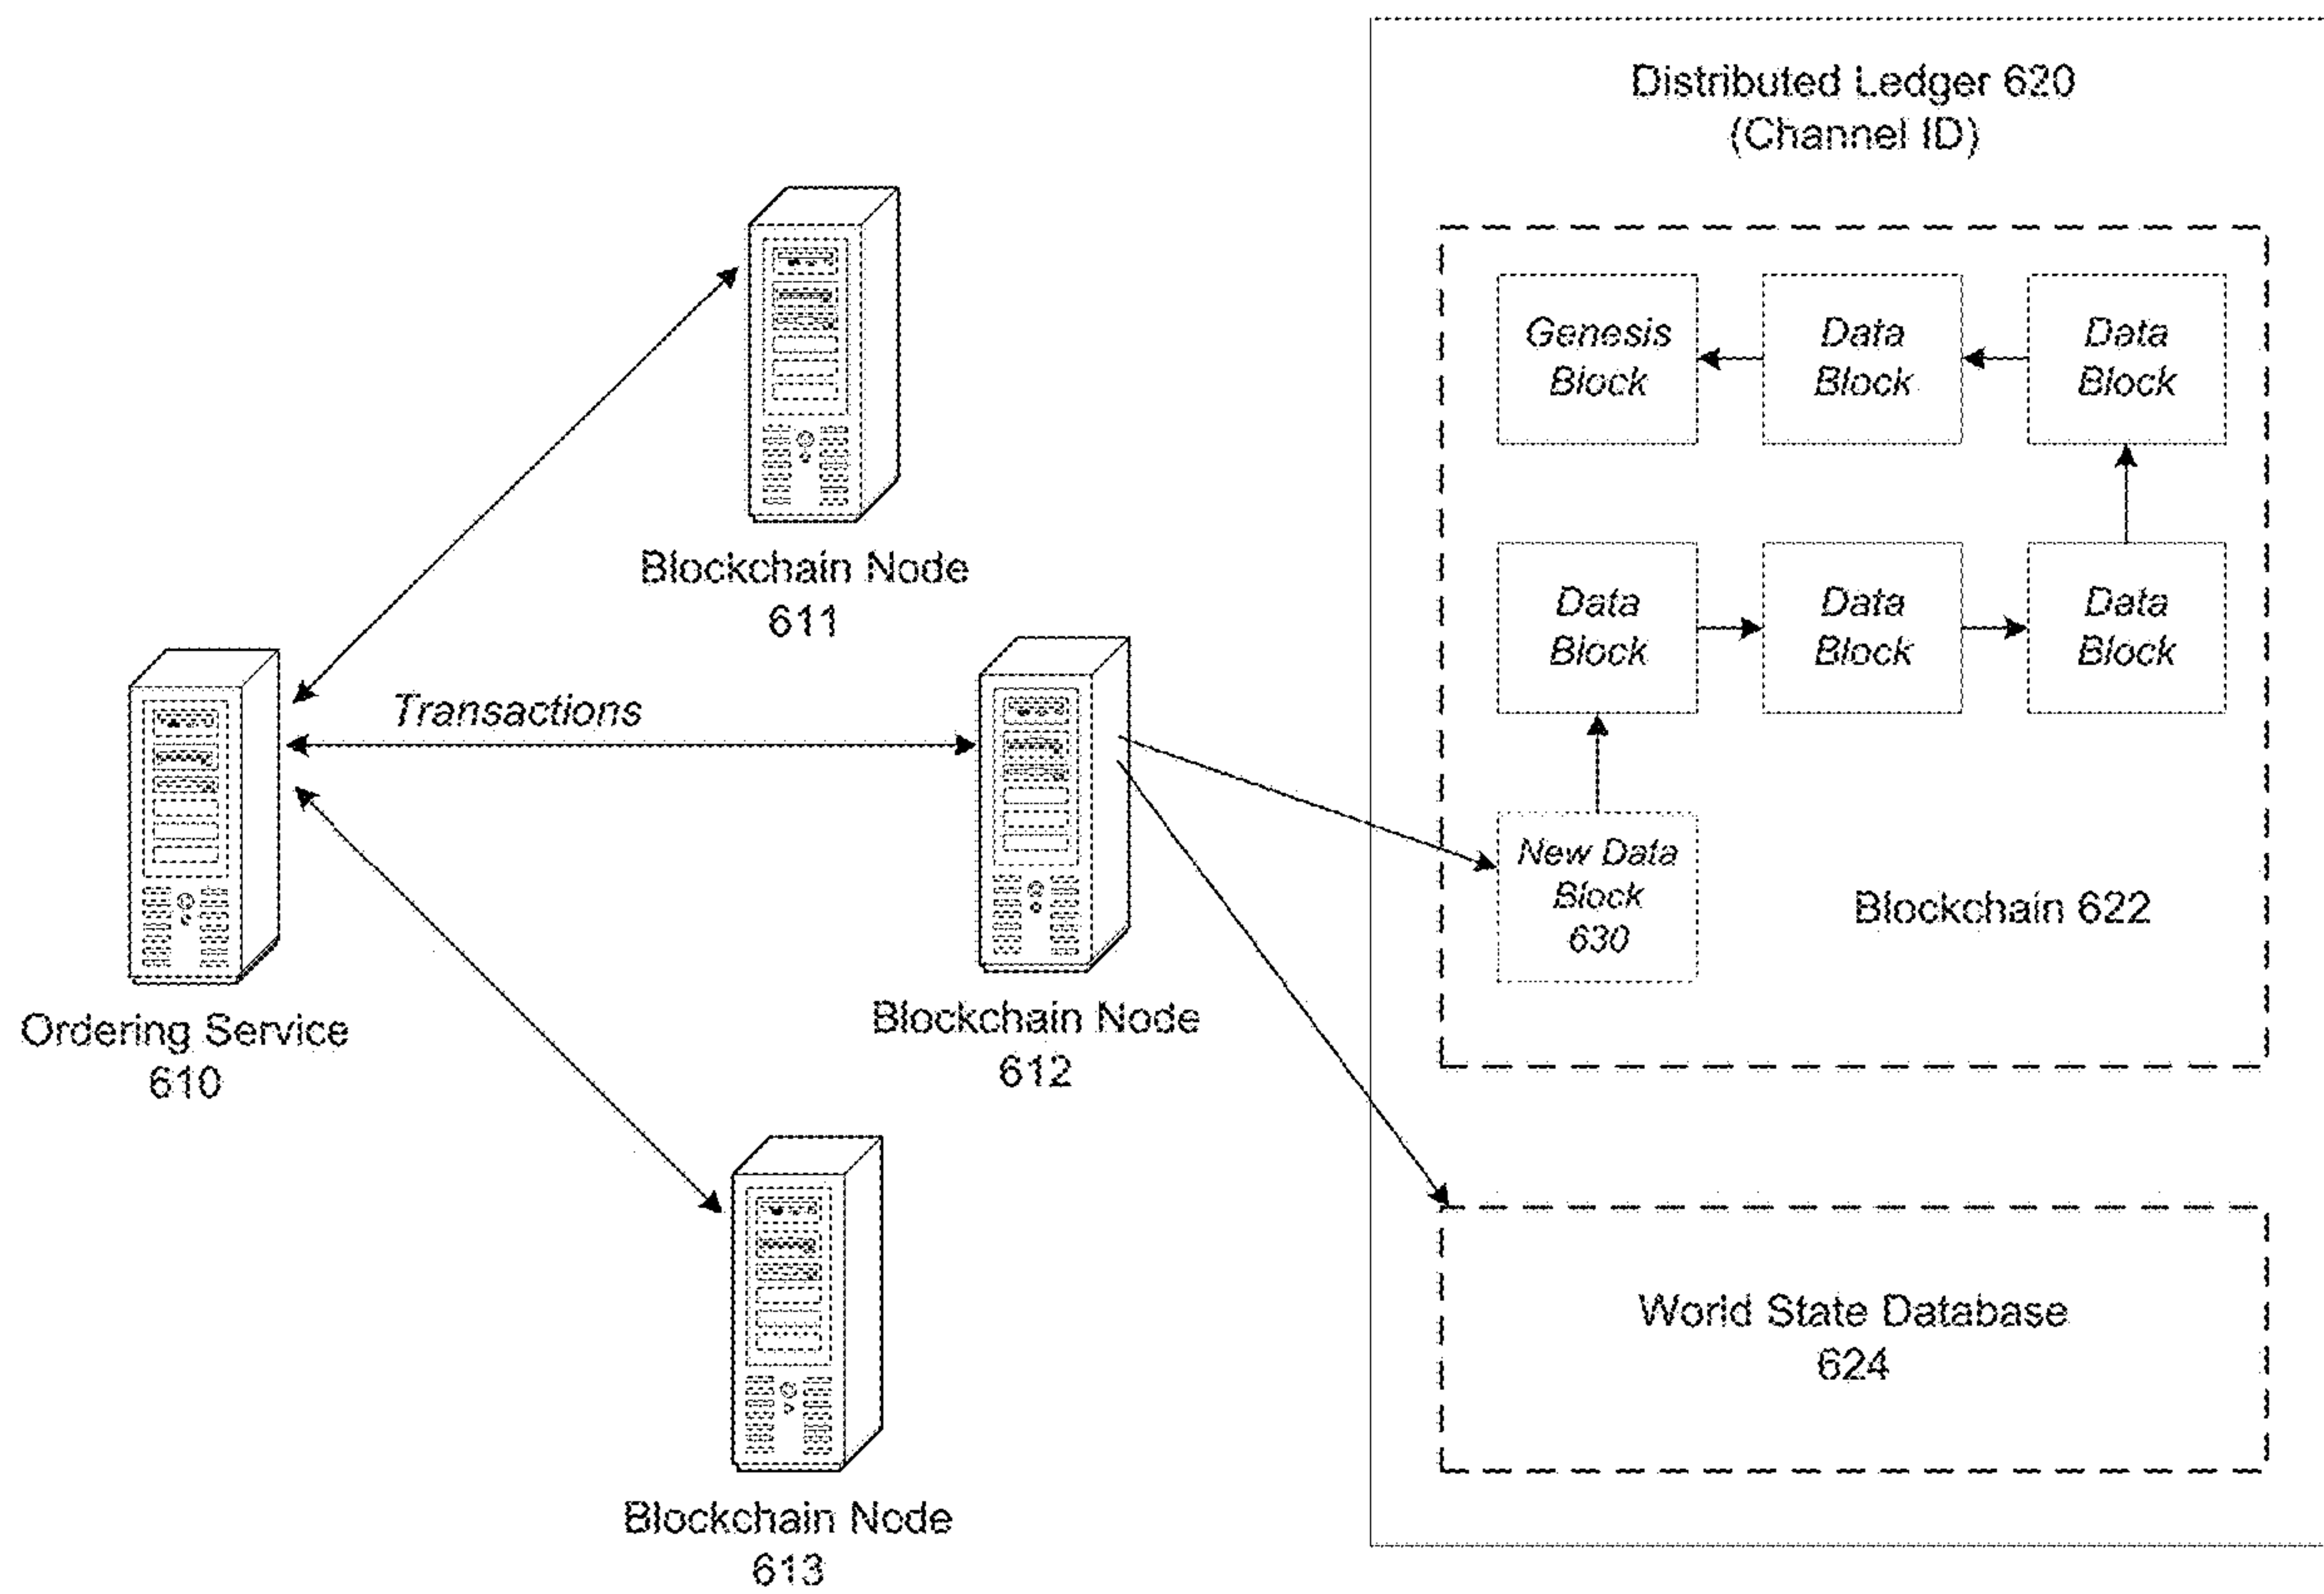 Distributed Ledger 620
(Channel ID)
Genesis
Block
Data
Block
Data
Block
Blockchain Node
611
Data
Block
Data
Block
Data
Block
Transactions
New Data
Block
630
Blockchain 622
Ordering Service
610
Blockchain Node
612
World State Database
624
Blockchain Node
613